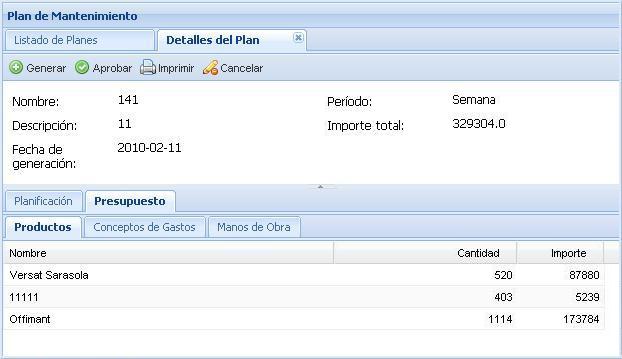 Plan de Mantenimiento
Listado de Planes Detalles del Plan
Generar Aprobar Imprimir Cancelar
Nombre: 141 Período: Semana
Descripción: 11 Importe total: 329304.0
Fecha de generación: 2010-02-11
Planificación Presupuesto
Productos Conceptos de Gastos Manos de Obra
Nombre Cantidad Importe
Versat Sarasola 520 87880
11111 403 5239
Offimant 1114 173784